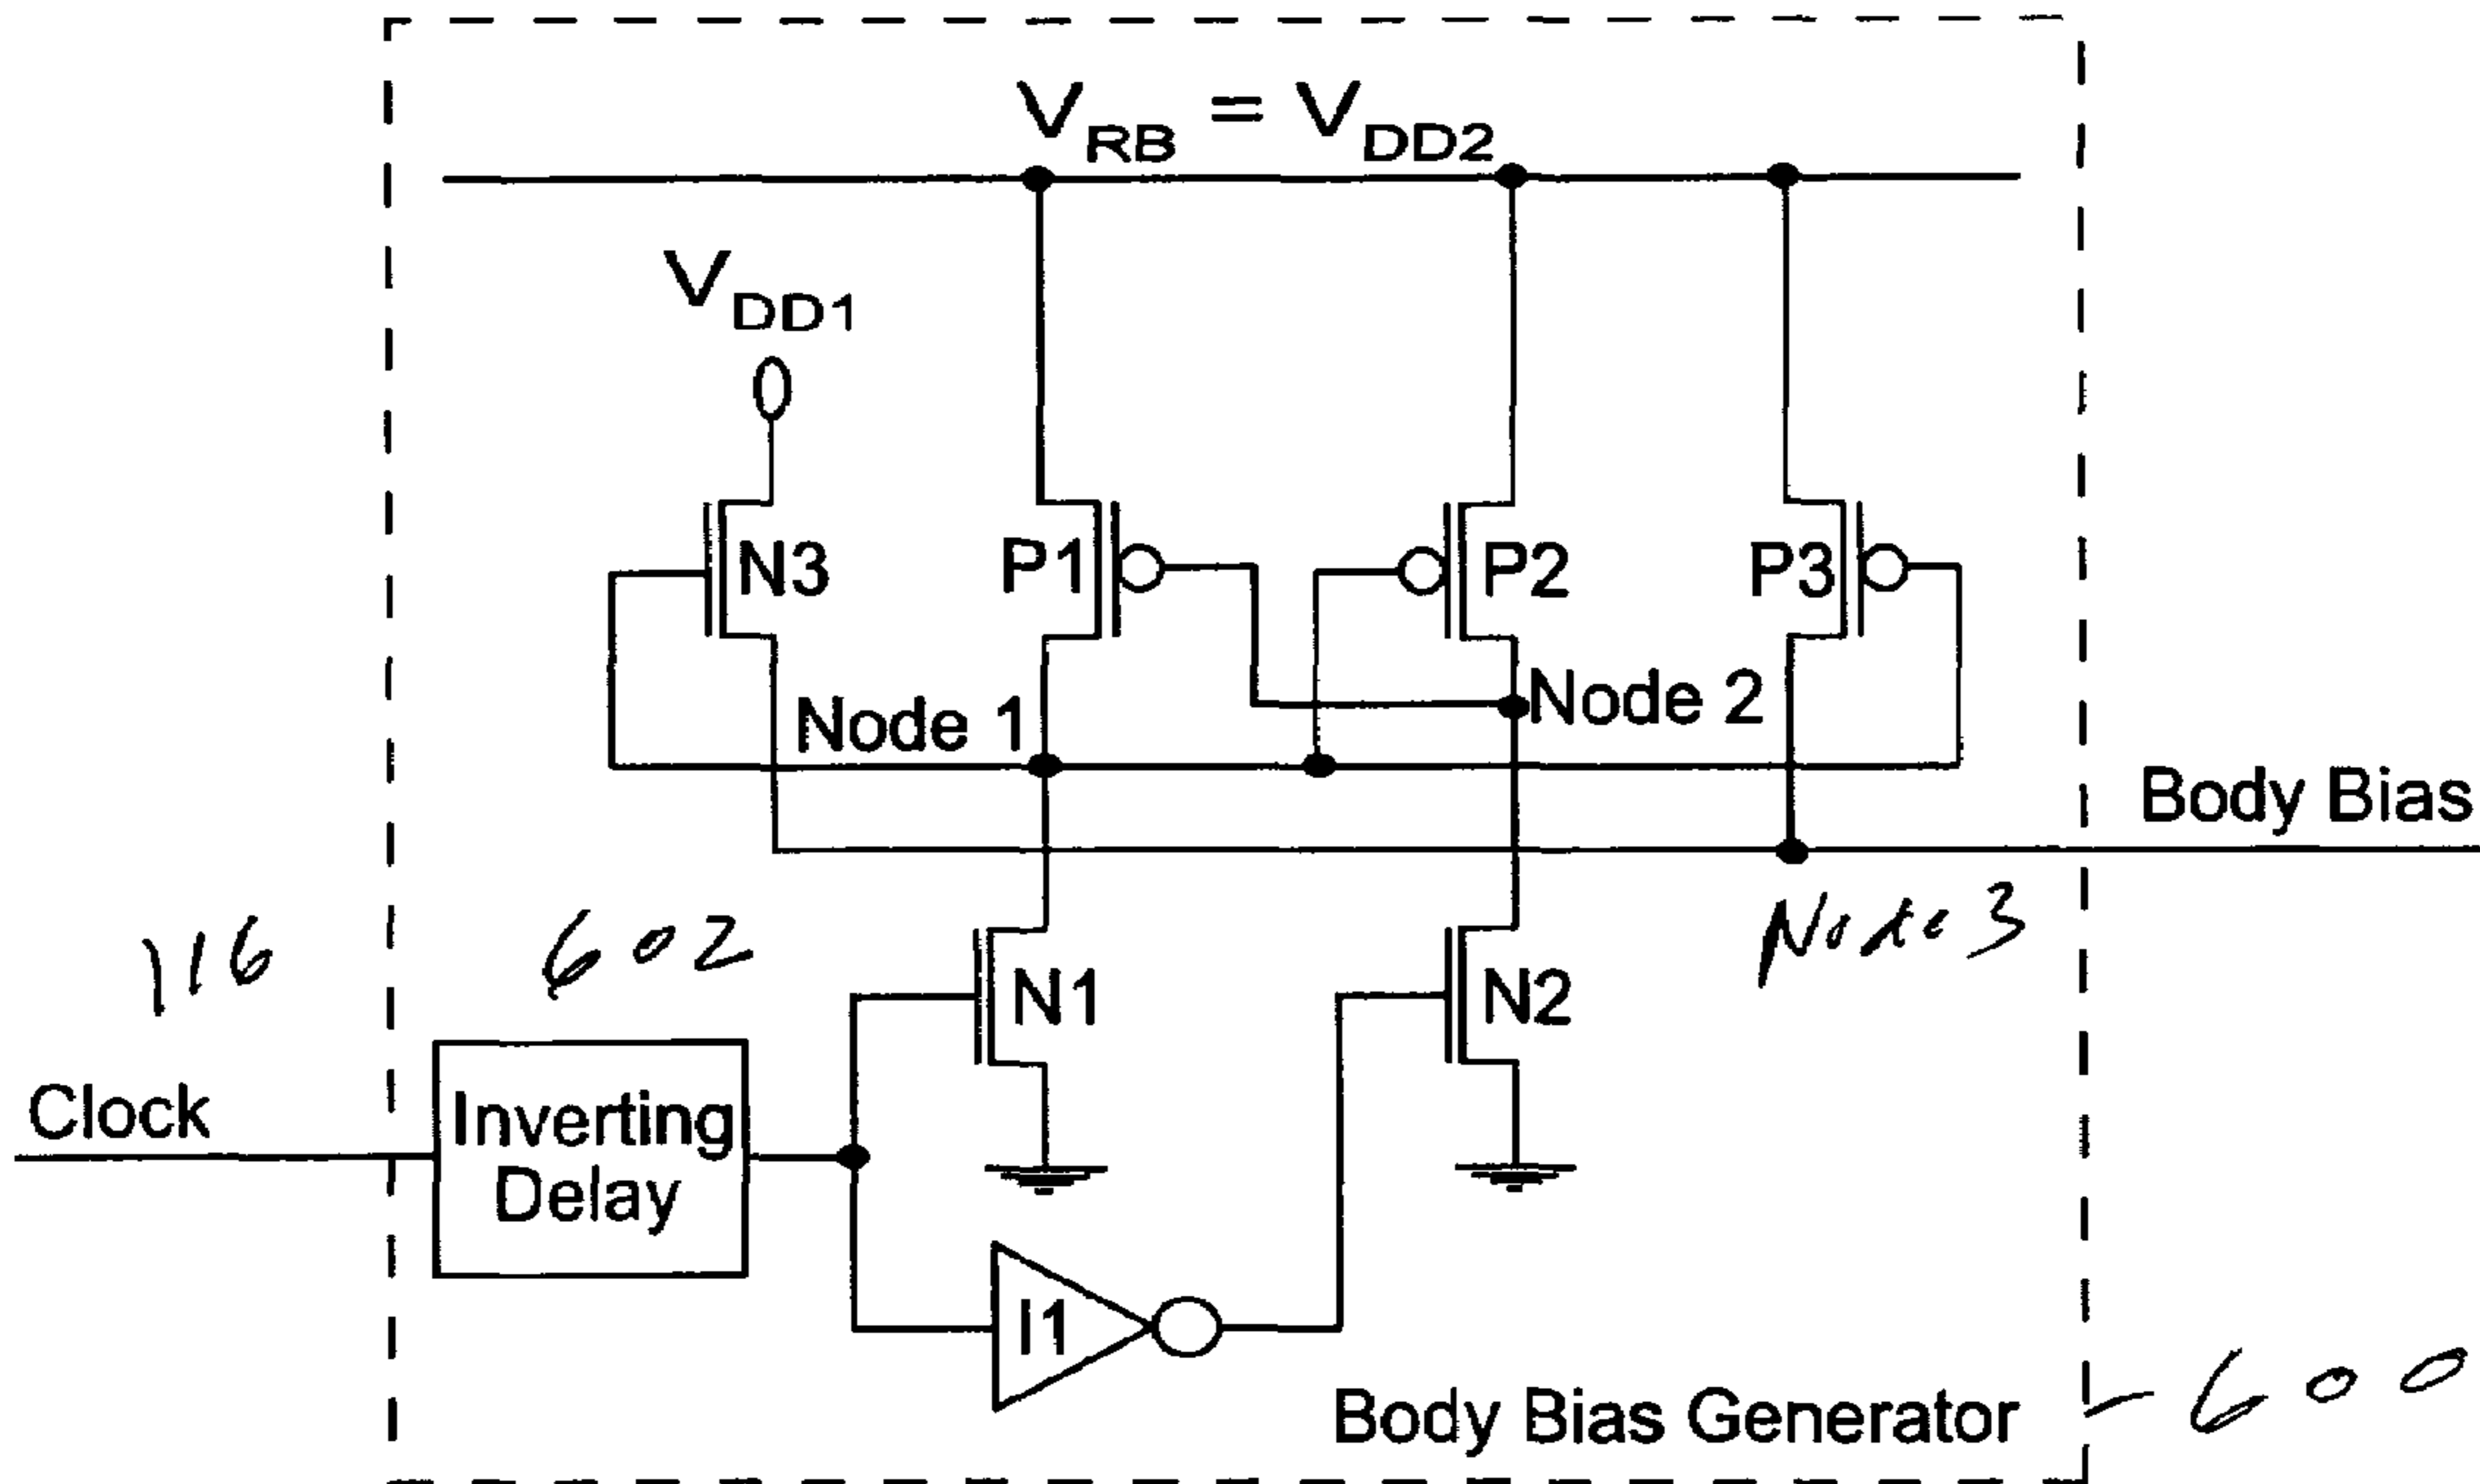 V_RB = V_DD2
V_DD1
N3
P1
P2
P3
Node 1
Node 2
Body Bias
116
602
Node 3
N1
N2
Clock
Inverting
Delay
I1
Body Bias Generator
600